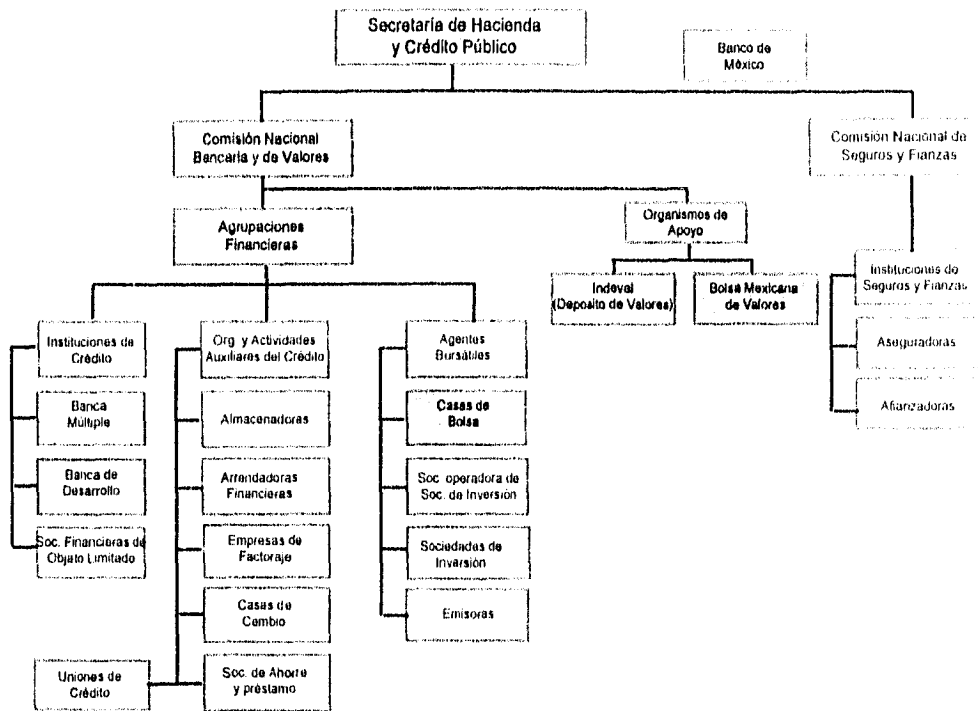 Secretaría de Hacienda
y Crédito Público
Banco de
México
Comisión Nacional
Bancaria y de Valores
Comisión Nacional de
Seguros y Fianzas
Agrupaciones
Financieras
Organismos de
Apoyo
Indeval
(Deposito de Valores)
Bolsa Mexicana
de Valores
Instituciones de
Seguros y Fianzas
Aseguradoras
Afianzadoras
Instituciones de
Crédito
Banca
Múltiple
Banca de
Desarrollo
Soc. Financieras de
Objeto Limitado
Org. y Actividades
Auxiliares del Crédito
Almacenadoras
Arrendadoras
Financieras
Empresas de
Factoraje
Casas de
Cambio
Soc. de Ahorro
y préstamo
Uniones de
Crédito
Agentes
Bursátiles
Casas de
Bolsa
Soc. operadora de
Soc. de Inversión
Sociedades de
Inversión
Emisoras